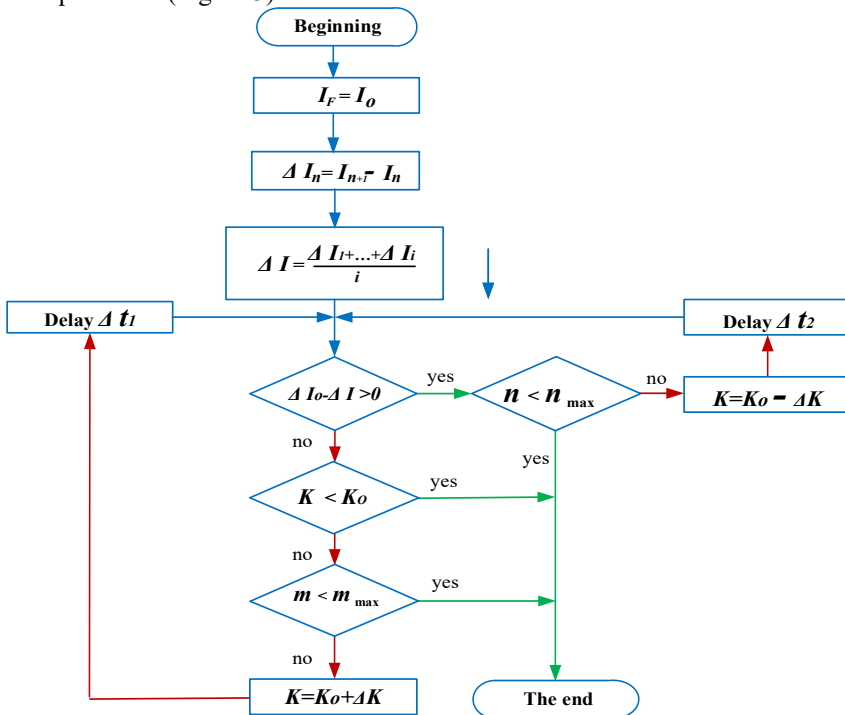 Beginning
I_F = I_o
Δ I_n = I_{n+1} - I_n
Δ I = (Δ I_1+...+Δ I_i) / i
Delay Δ t_1
Delay Δ t_2
Δ I_o-Δ I >0
yes
n < n_max
no
K=K_o - ΔK
no
yes
K < K_o
yes
no
m < m_max
yes
no
K=K_o+ΔK
The end